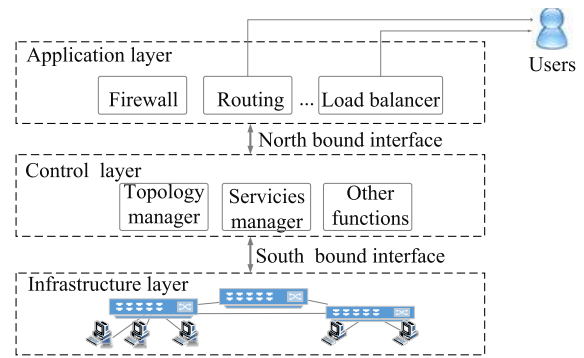 Users
Application layer
Firewall
Routing
...
Load balancer
North bound interface
Control layer
Topology
manager
Servicies
manager
Other
functions
South bound interface
Infrastructure layer